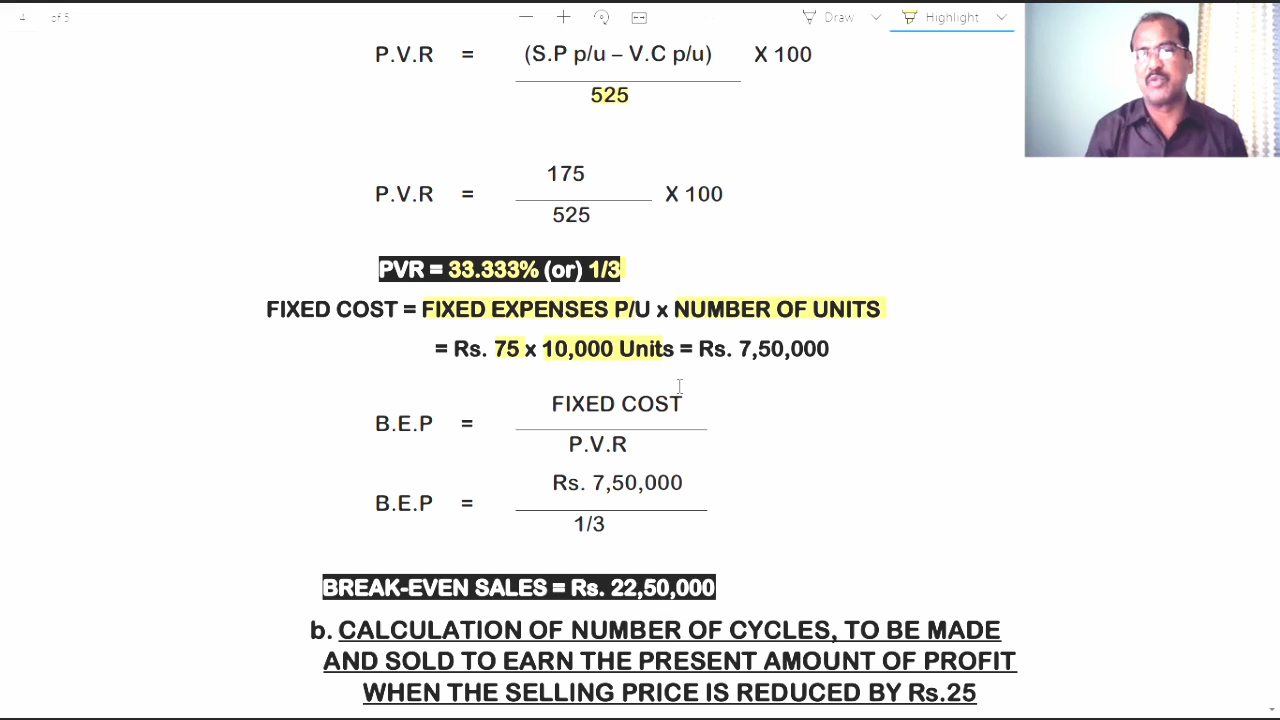 4 of 5
Draw
Highlight
P.V.R = (S.P p/u – V.C p/u) X 100
525
175
P.V.R = X 100
525
PVR = 33.333% (or) 1/3
FIXED COST = FIXED EXPENSES P/U x NUMBER OF UNITS
= Rs. 75 x 10,000 Units = Rs. 7,50,000
FIXED COST
B.E.P =
P.V.R
Rs. 7,50,000
B.E.P =
1/3
BREAK-EVEN SALES = Rs. 22,50,000
b. CALCULATION OF NUMBER OF CYCLES, TO BE MADE
AND SOLD TO EARN THE PRESENT AMOUNT OF PROFIT
WHEN THE SELLING PRICE IS REDUCED BY Rs.25